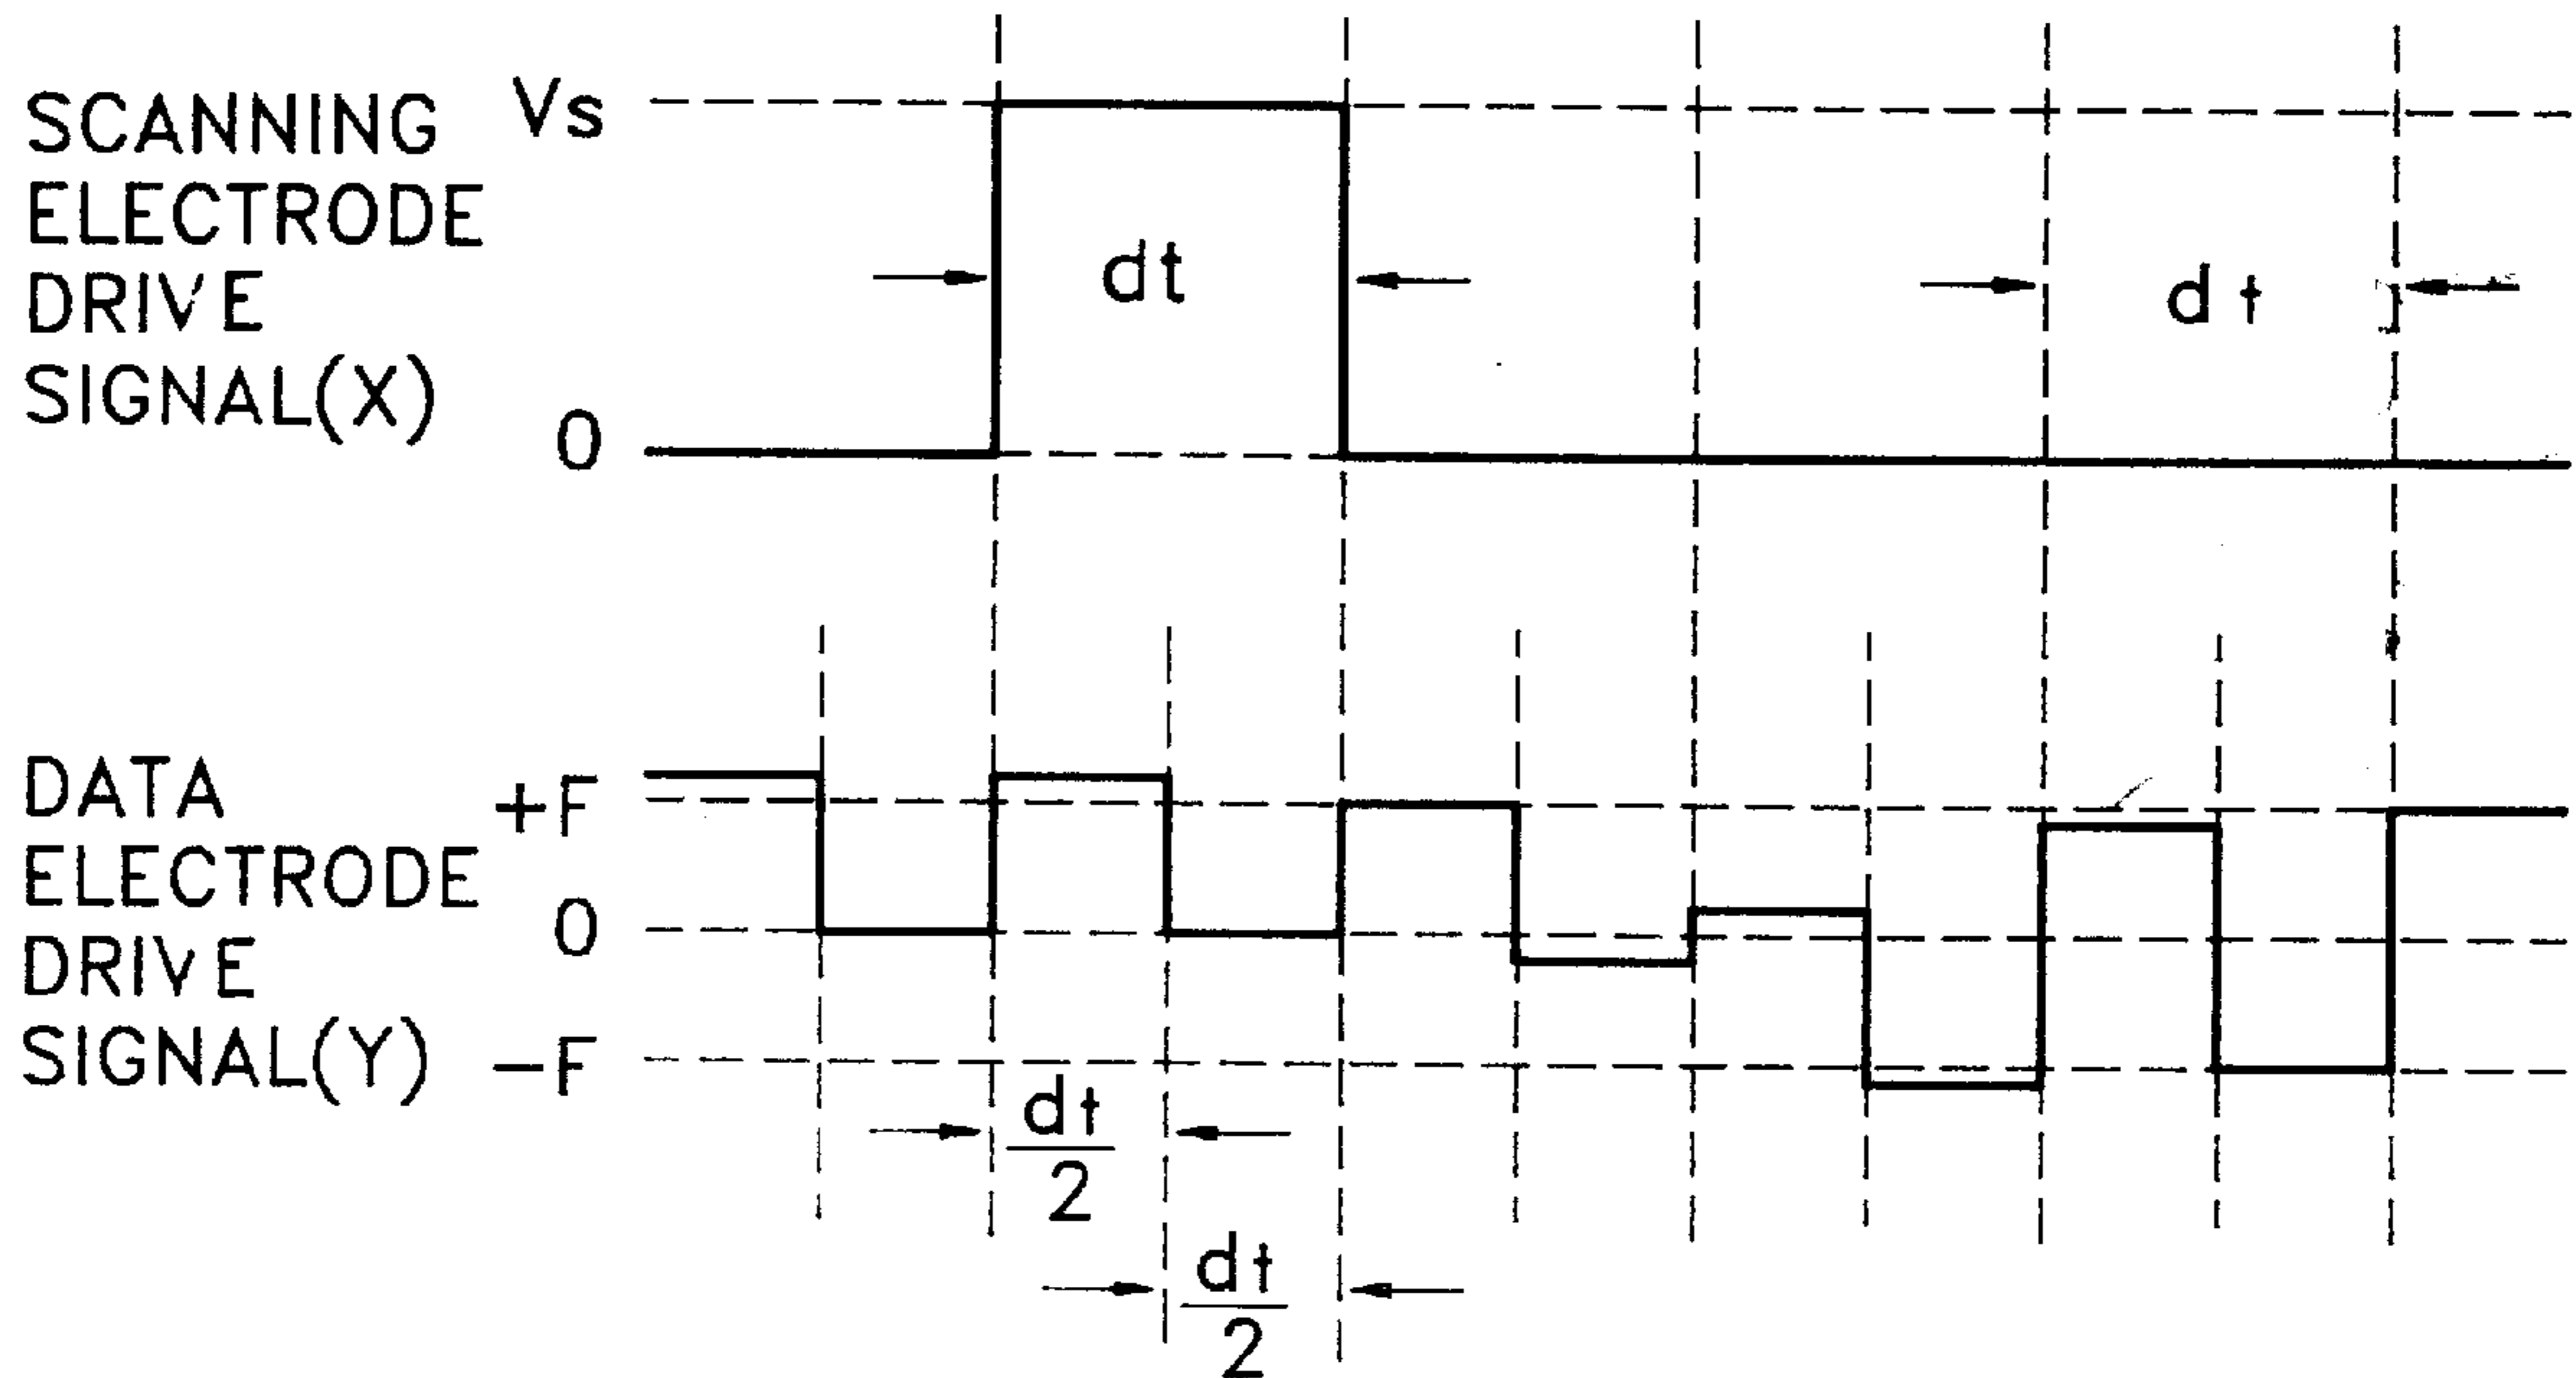 SCANNING
ELECTRODE
DRIVE
SIGNAL(X)
Vs
0
dt
dt
DATA
ELECTRODE
DRIVE
SIGNAL(Y)
+F
0
-F
dt
2
dt
2